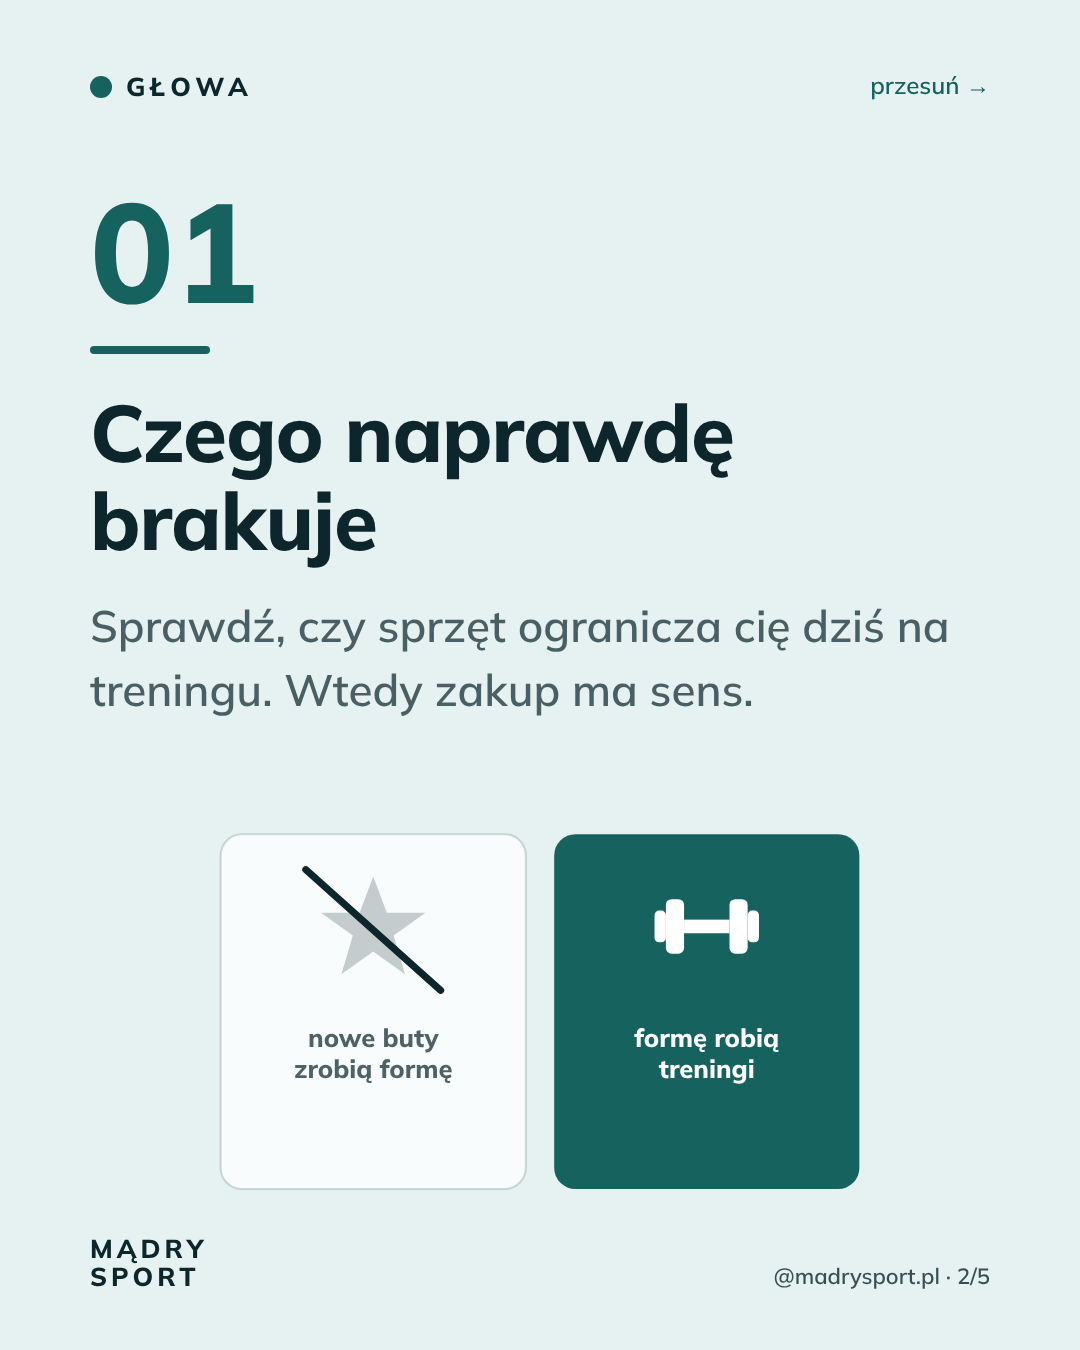 GŁOWA
przesuń →
01
Czego naprawdę
brakuje
Sprawdź, czy sprzęt ogranicza cię dziś na
treningu. Wtedy zakup ma sens.
nowe buty
zrobią formę
formę robią
treningi
MĄDRY
SPORT
@madrysport.pl · 2/5